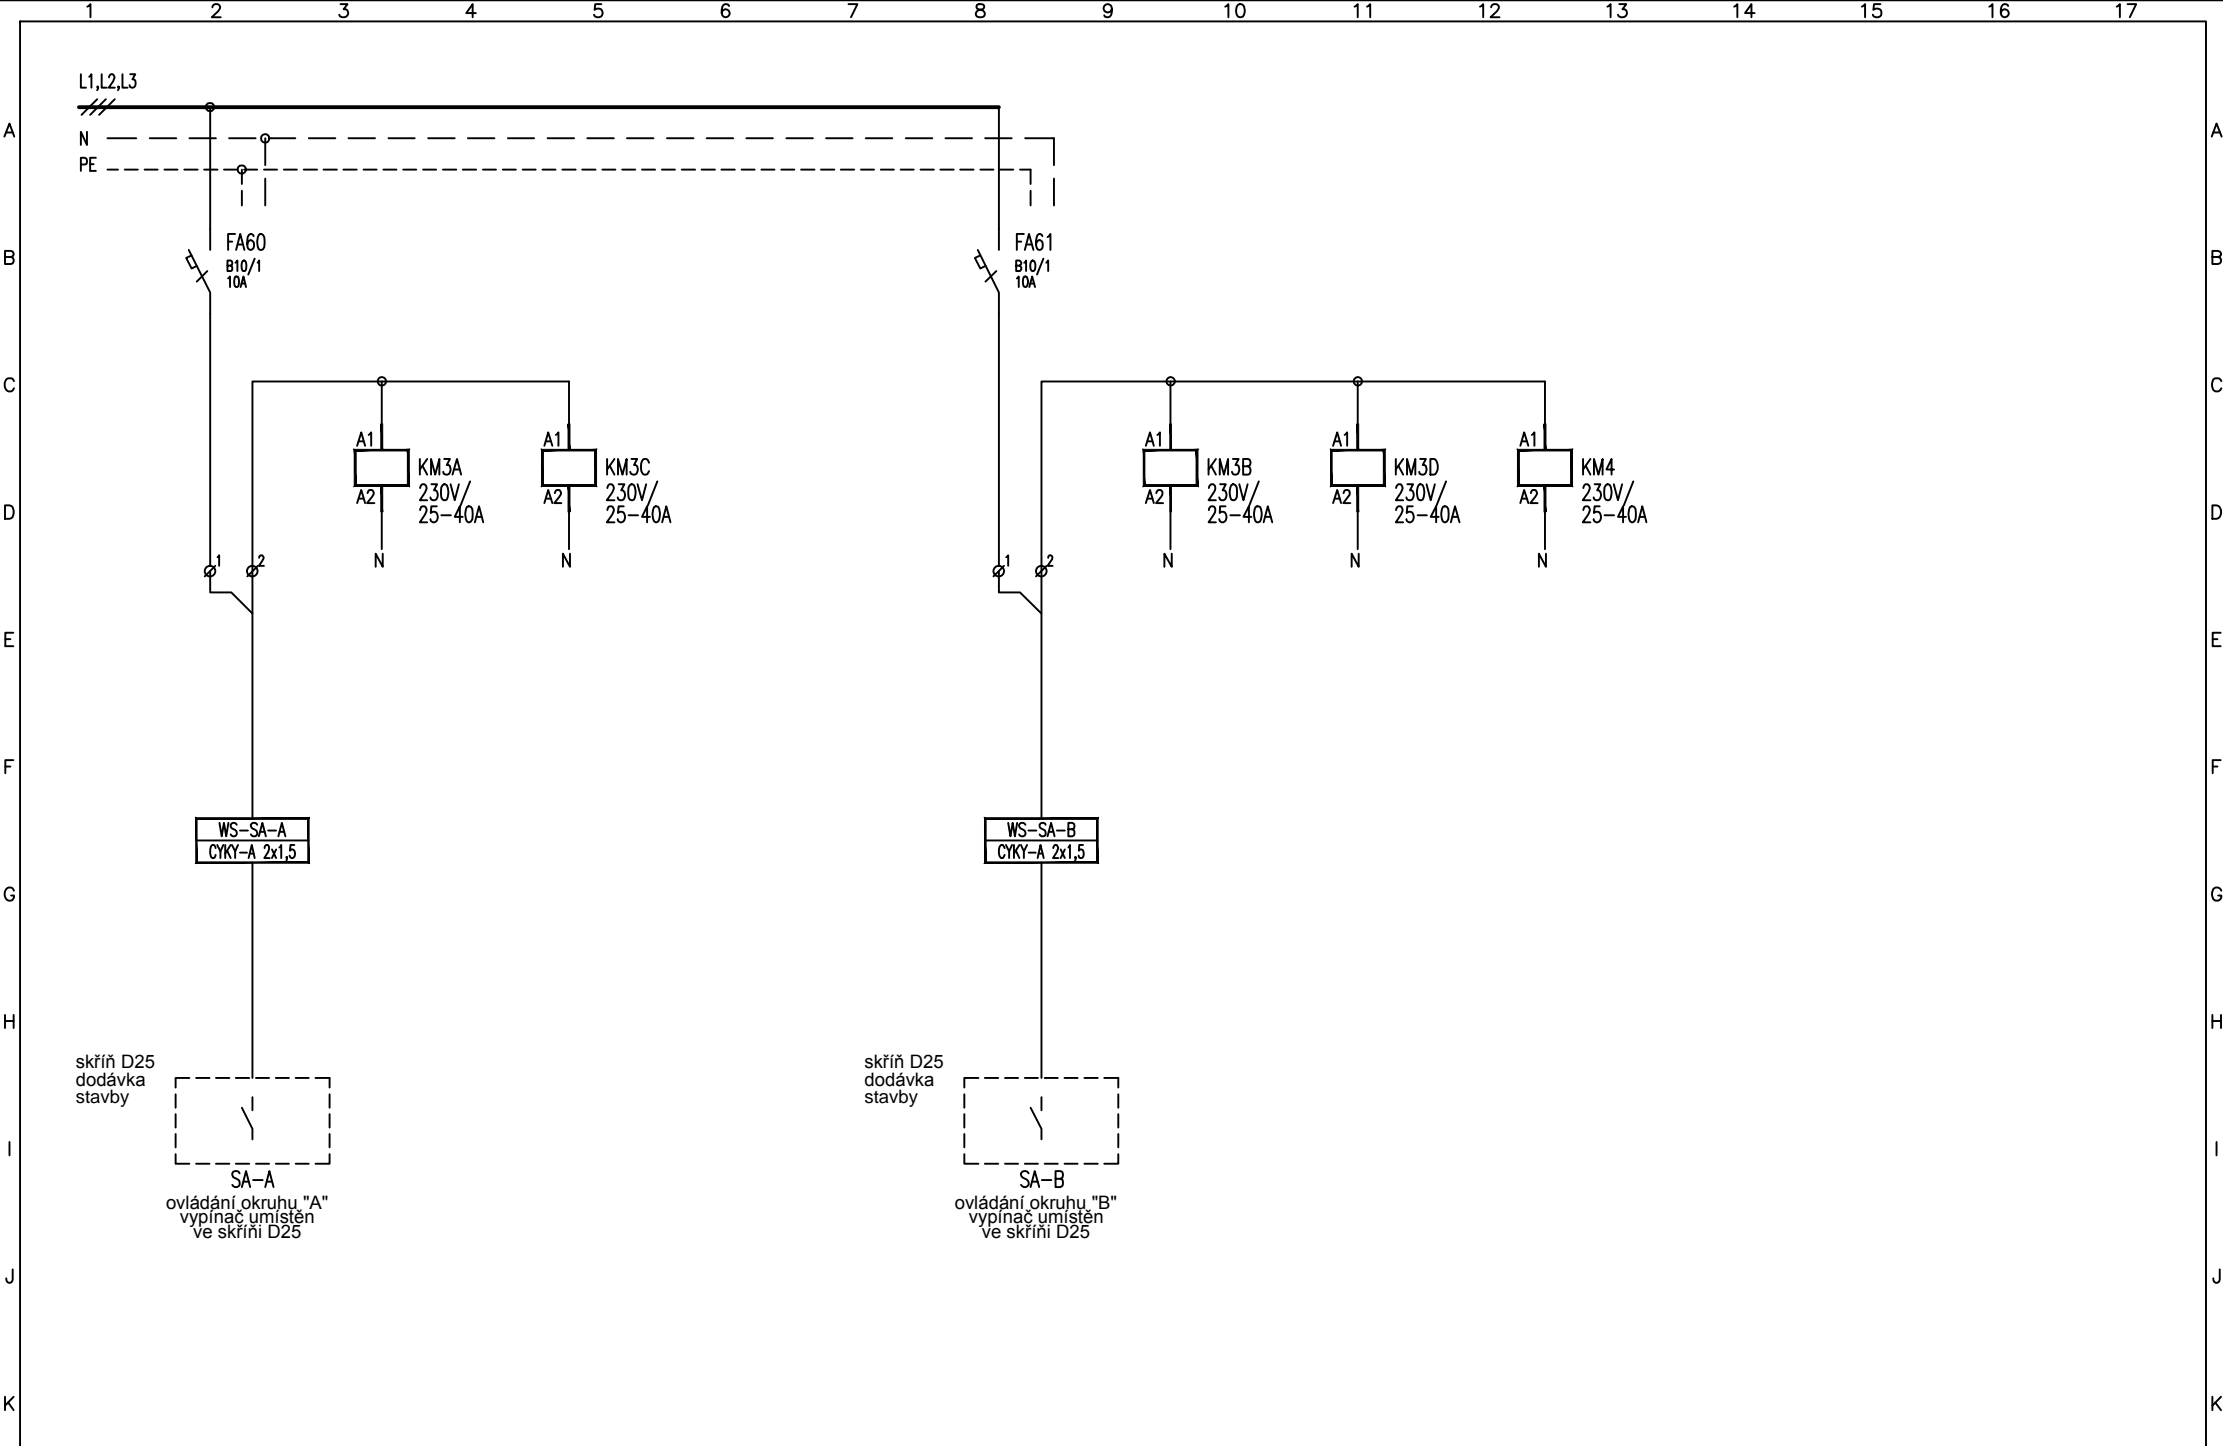 1 2 3 4 5 6 7 8 9 10 11 12 13 14 15 16 17
L1,L2,L3
A A
N
PE
FA60 FA61
B B
B10/1 B10/1
10A 10A
C C
A1 A1 A1 A1 A1
KM3A KM3C KM3B KM3D KM4
A2 A2 A2 A2 A2
230V/ 230V/ 230V/ 230V/ 230V/
25-40A 25-40A 25-40A 25-40A 25-40A
D D
1 2 N N 1 2 N N N
E E
F F
WS-SA-A WS-SA-B
CYKY-A 2x1,5 CYKY-A 2x1,5
G G
H H
skříň D25 skříň D25
dodávka dodávka
stavby stavby
I I
SA-A SA-B
ovládání okruhu "A" ovládání okruhu "B"
vypínač umístěn vypínač umístěn
ve skříňi D25 ve skříňi D25
J J
K K